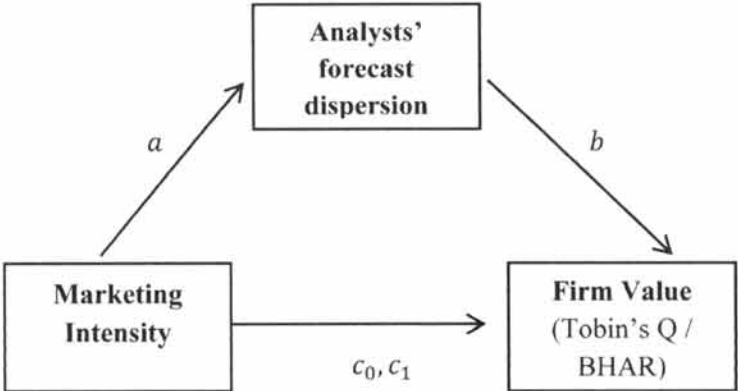 Analysts'
forecast
dispersion
a
b
Marketing
Intensity
c₀, c₁
Firm Value
(Tobin's Q /
BHAR)